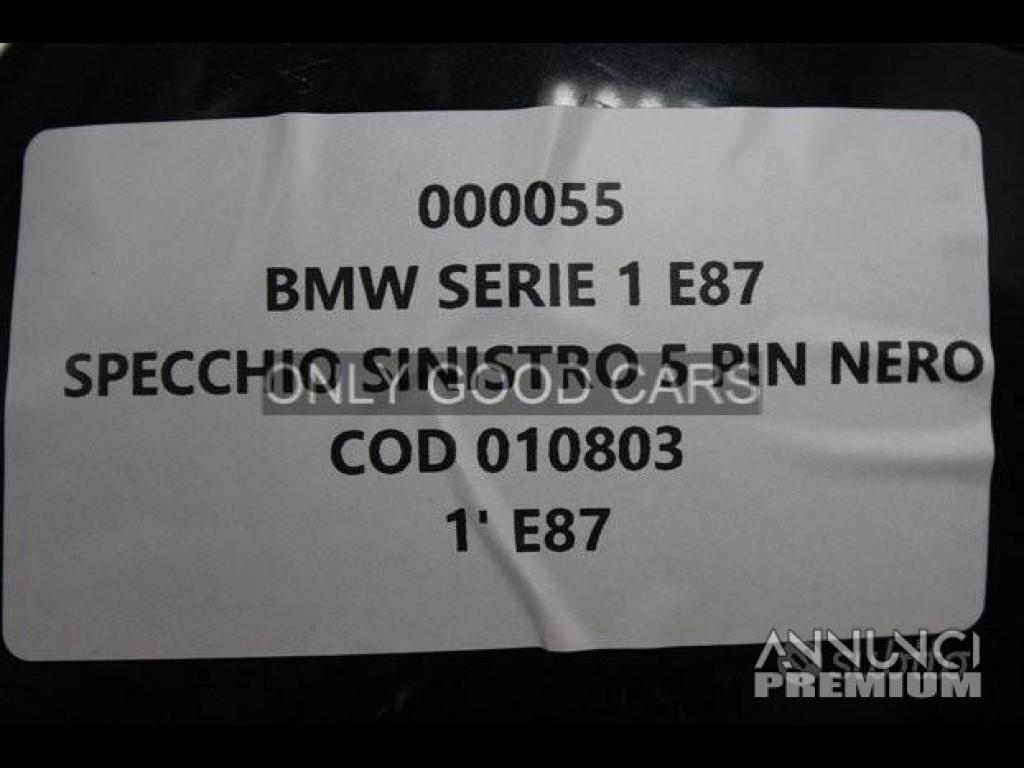 000055
BMW SERIE 1 E87
SPECCHIO SINISTRO 5 PIN NERO
ONLY GOOD CARS
COD 010803
1' E87
ANNUNCI
PREMIUM